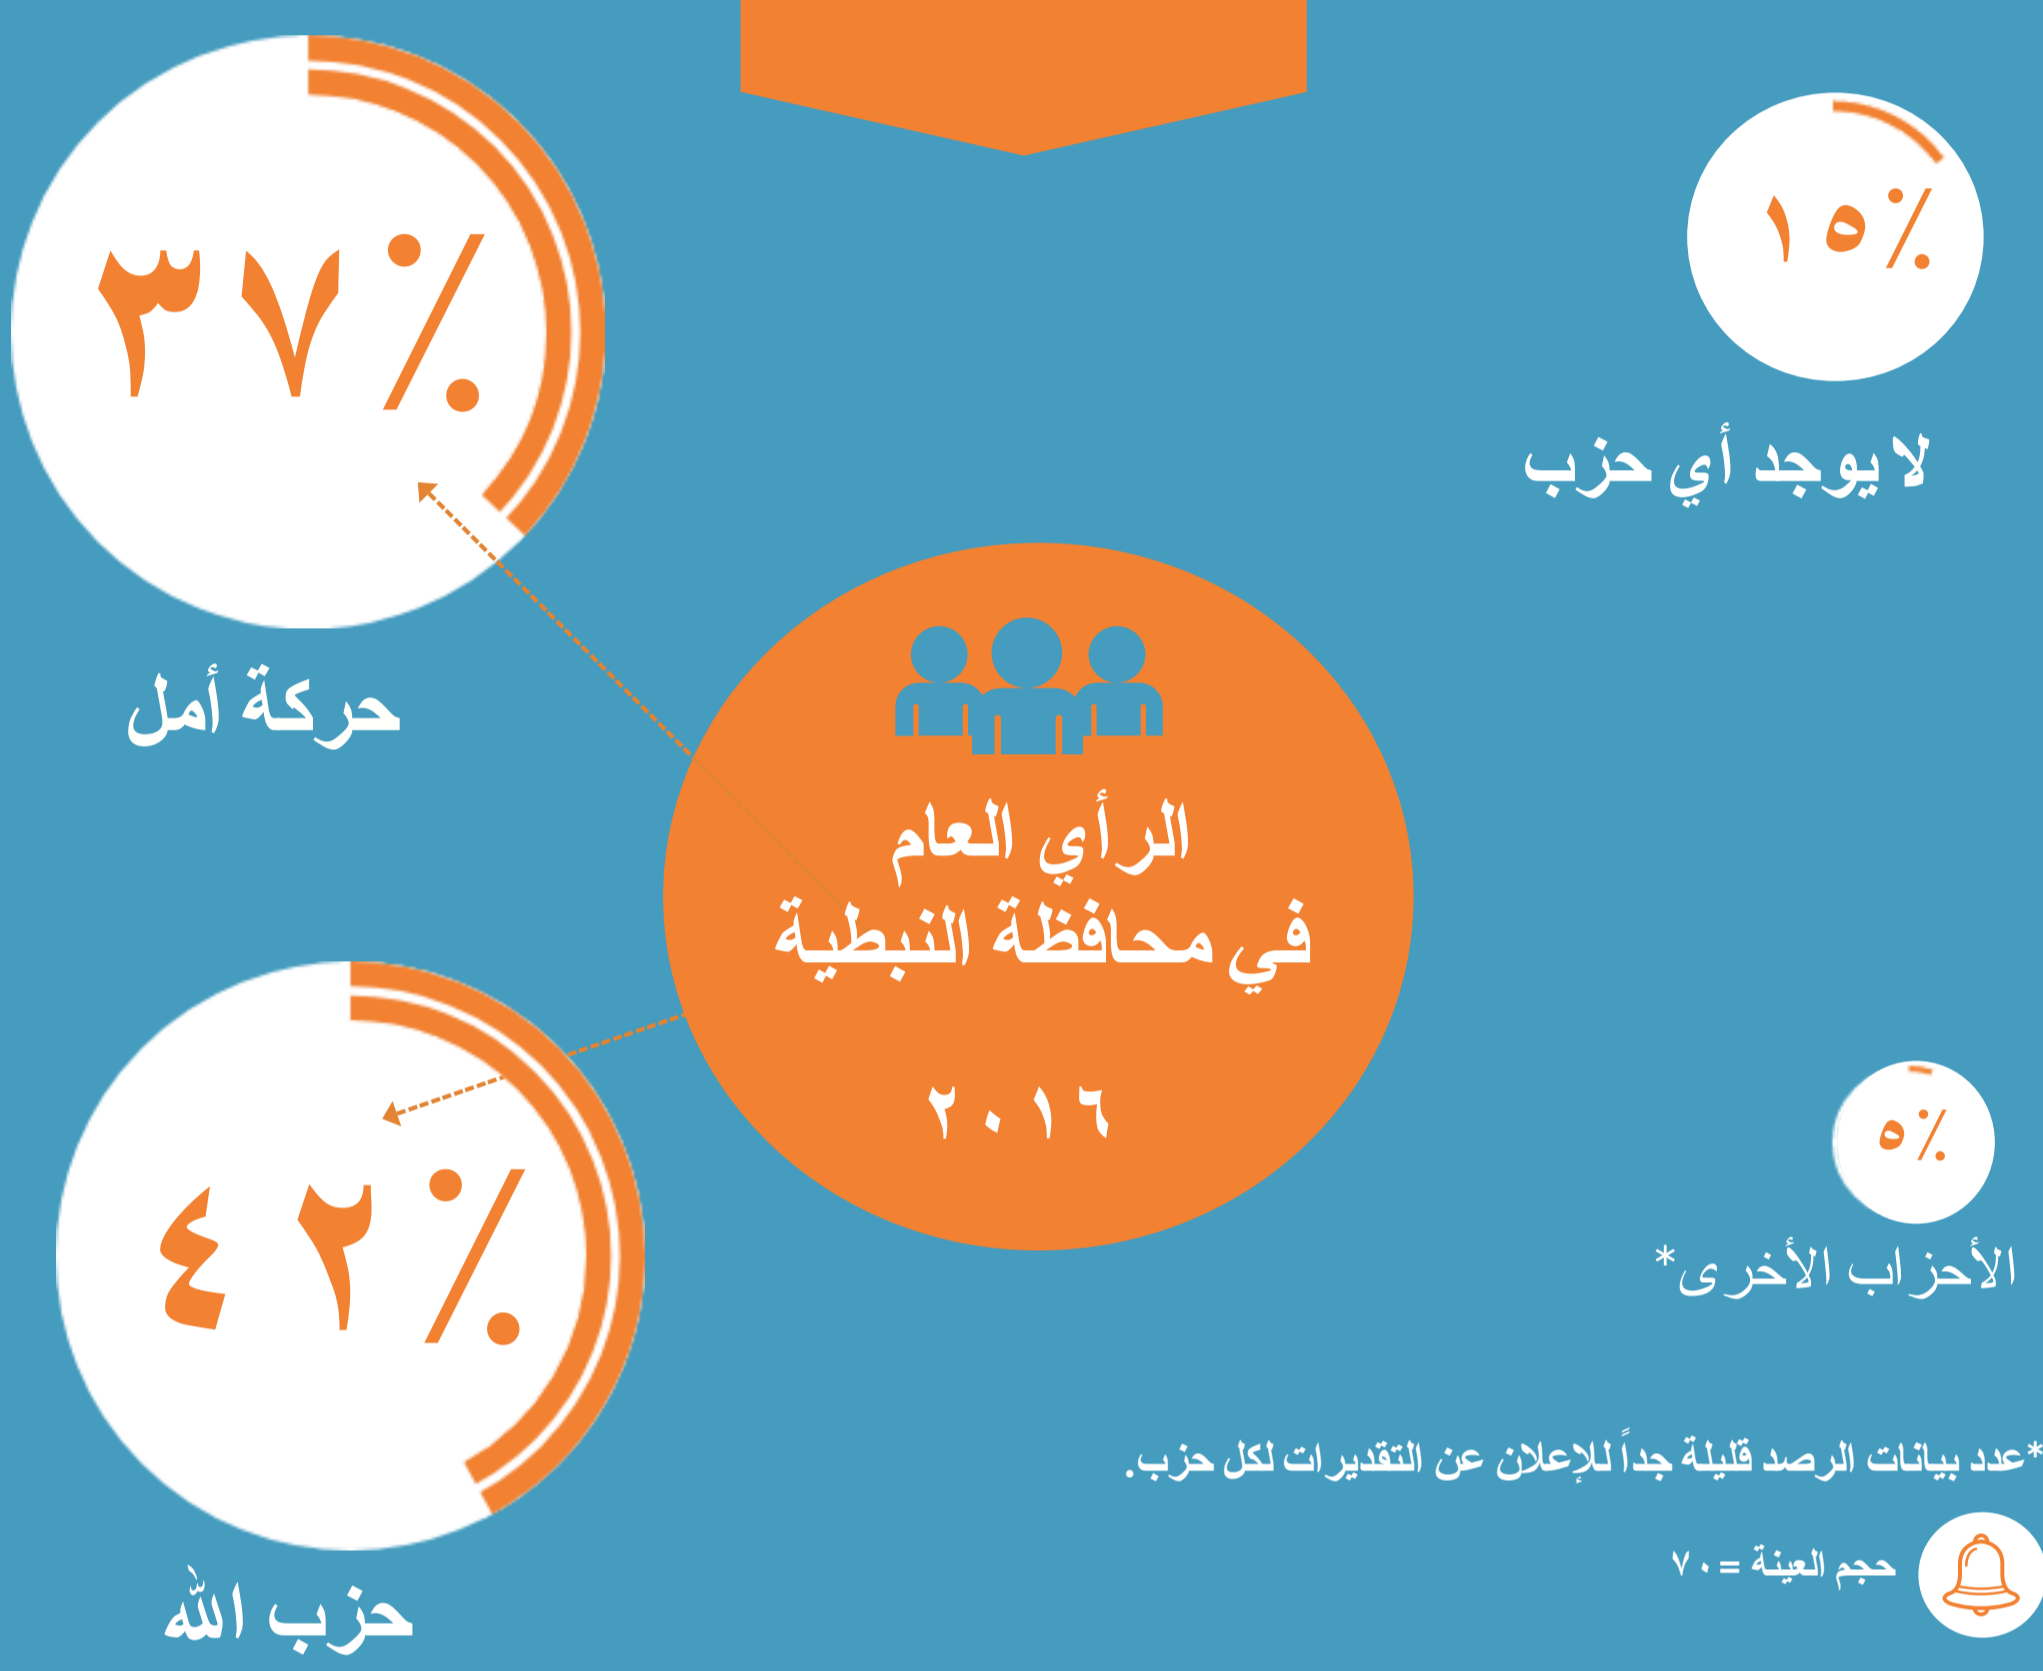 ٣٧٪
حركة أمل
١٥٪
لا يوجد أي حزب
الرأي العام
في محافظة النبطية
٢٠١٦
٤٢٪
حزب الله
٥٪
الأحزاب الأخرى*
*عدد بيانات الرصد قليلة جداً للإعلان عن التقديرات لكل حزب.
حجم العينة = ٧٠